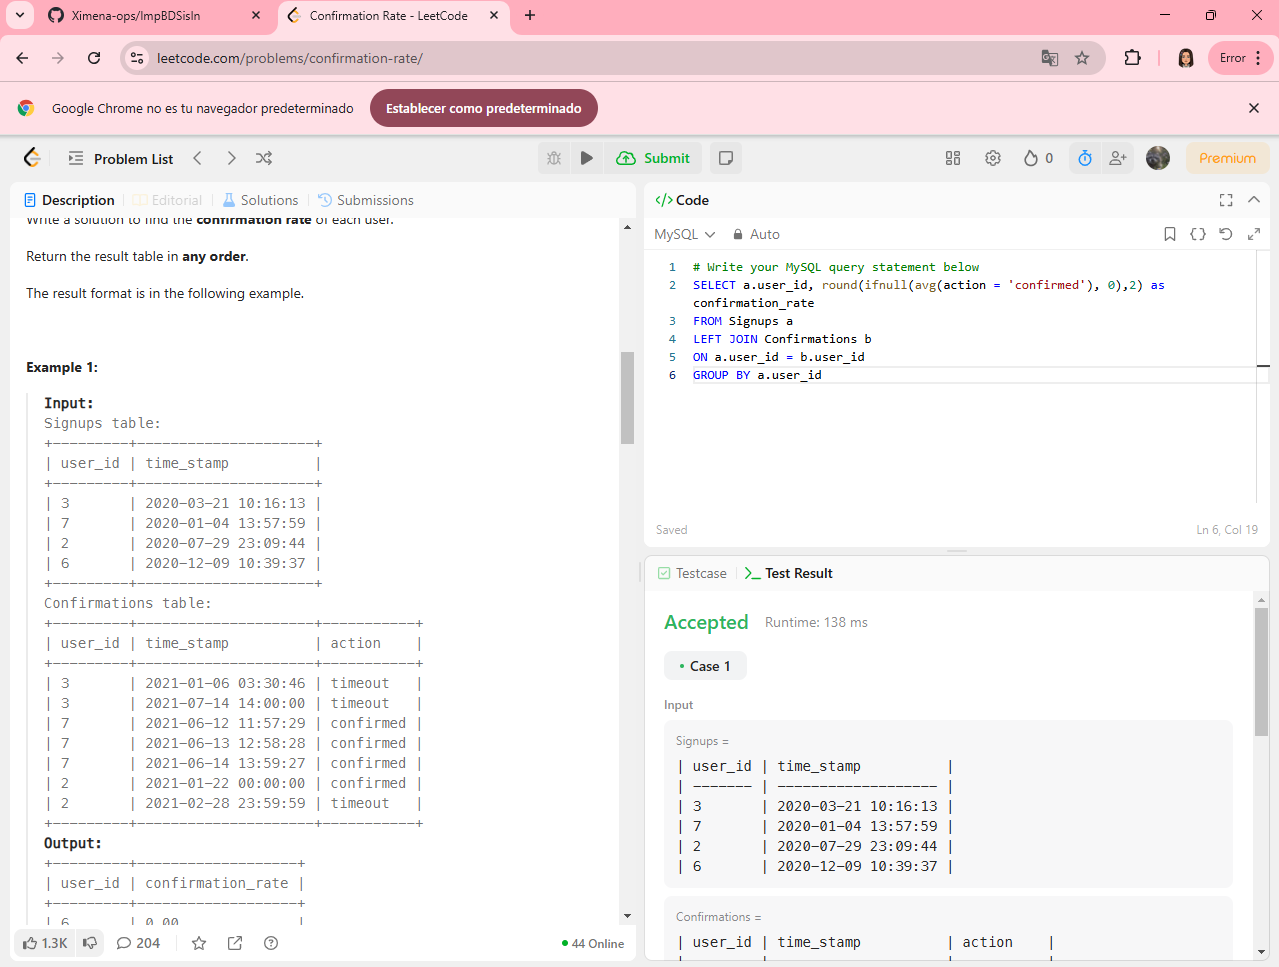 Ximena-ops/ImpBDSisIn
Confirmation Rate - LeetCode
leetcode.com/problems/confirmation-rate/
Error
Google Chrome no es tu navegador predeterminado
Establecer como predeterminado
Problem List
Submit
0
Premium
Description
Editorial
Solutions
Submissions
Write a solution to find the confirmation rate of each user.
Return the result table in any order.
The result format is in the following example.
Example 1:
Input:
Signups table:
+---------+---------------------+
| user_id | time_stamp          |
+---------+---------------------+
| 3       | 2020-03-21 10:16:13 |
| 7       | 2020-01-04 13:57:59 |
| 2       | 2020-07-29 23:09:44 |
| 6       | 2020-12-09 10:39:37 |
+---------+---------------------+
Confirmations table:
+---------+---------------------+-----------+
| user_id | time_stamp          | action    |
+---------+---------------------+-----------+
| 3       | 2021-01-06 03:30:46 | timeout   |
| 3       | 2021-07-14 14:00:00 | timeout   |
| 7       | 2021-06-12 11:57:29 | confirmed |
| 7       | 2021-06-13 12:58:28 | confirmed |
| 7       | 2021-06-14 13:59:27 | confirmed |
| 2       | 2021-01-22 00:00:00 | confirmed |
| 2       | 2021-02-28 23:59:59 | timeout   |
+---------+---------------------+-----------+
Output:
+---------+-------------------+
| user_id | confirmation_rate |
+---------+-------------------+
| 6       | 0.00              |
1.3K
204
44 Online
</> Code
MySQL
Auto
1 # Write your MySQL query statement below
2 SELECT a.user_id, round(ifnull(avg(action = 'confirmed'), 0),2) as
confirmation_rate
3 FROM Signups a
4 LEFT JOIN Confirmations b
5 ON a.user_id = b.user_id
6 GROUP BY a.user_id
Saved
Ln 6, Col 19
Testcase
Test Result
Accepted
Runtime: 138 ms
• Case 1
Input
Signups =
| user_id | time_stamp          |
| ------- | ------------------- |
| 3       | 2020-03-21 10:16:13 |
| 7       | 2020-01-04 13:57:59 |
| 2       | 2020-07-29 23:09:44 |
| 6       | 2020-12-09 10:39:37 |
Confirmations =
| user_id | time_stamp          | action    |